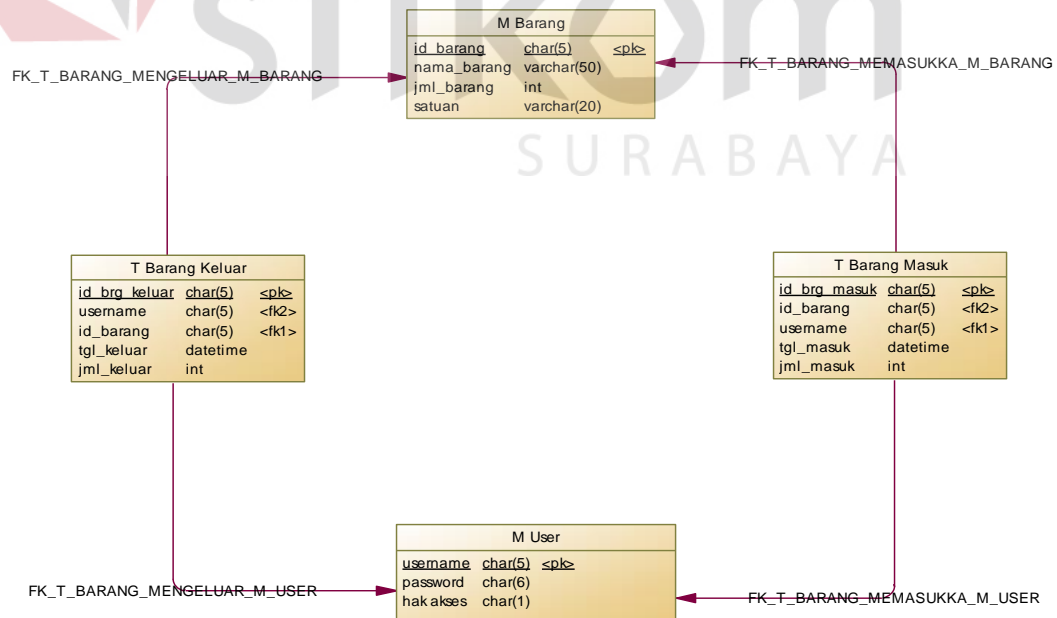 stikom
SURABAYA
M Barang
id_barang char(5) <pk>
nama_barang varchar(50)
jml_barang int
satuan varchar(20)
FK_T_BARANG_MENGELUAR_M_BARANG
FK_T_BARANG_MEMASUKKA_M_BARANG
T Barang Keluar
id_brg_keluar char(5) <pk>
username char(5) <fk2>
id_barang char(5) <fk1>
tgl_keluar datetime
jml_keluar int
T Barang Masuk
id_brg_masuk char(5) <pk>
id_barang char(5) <fk2>
username char(5) <fk1>
tgl_masuk datetime
jml_masuk int
M User
username char(5) <pk>
password char(6)
hak akses char(1)
FK_T_BARANG_MENGELUAR_M_USER
FK_T_BARANG_MEMASUKKA_M_USER